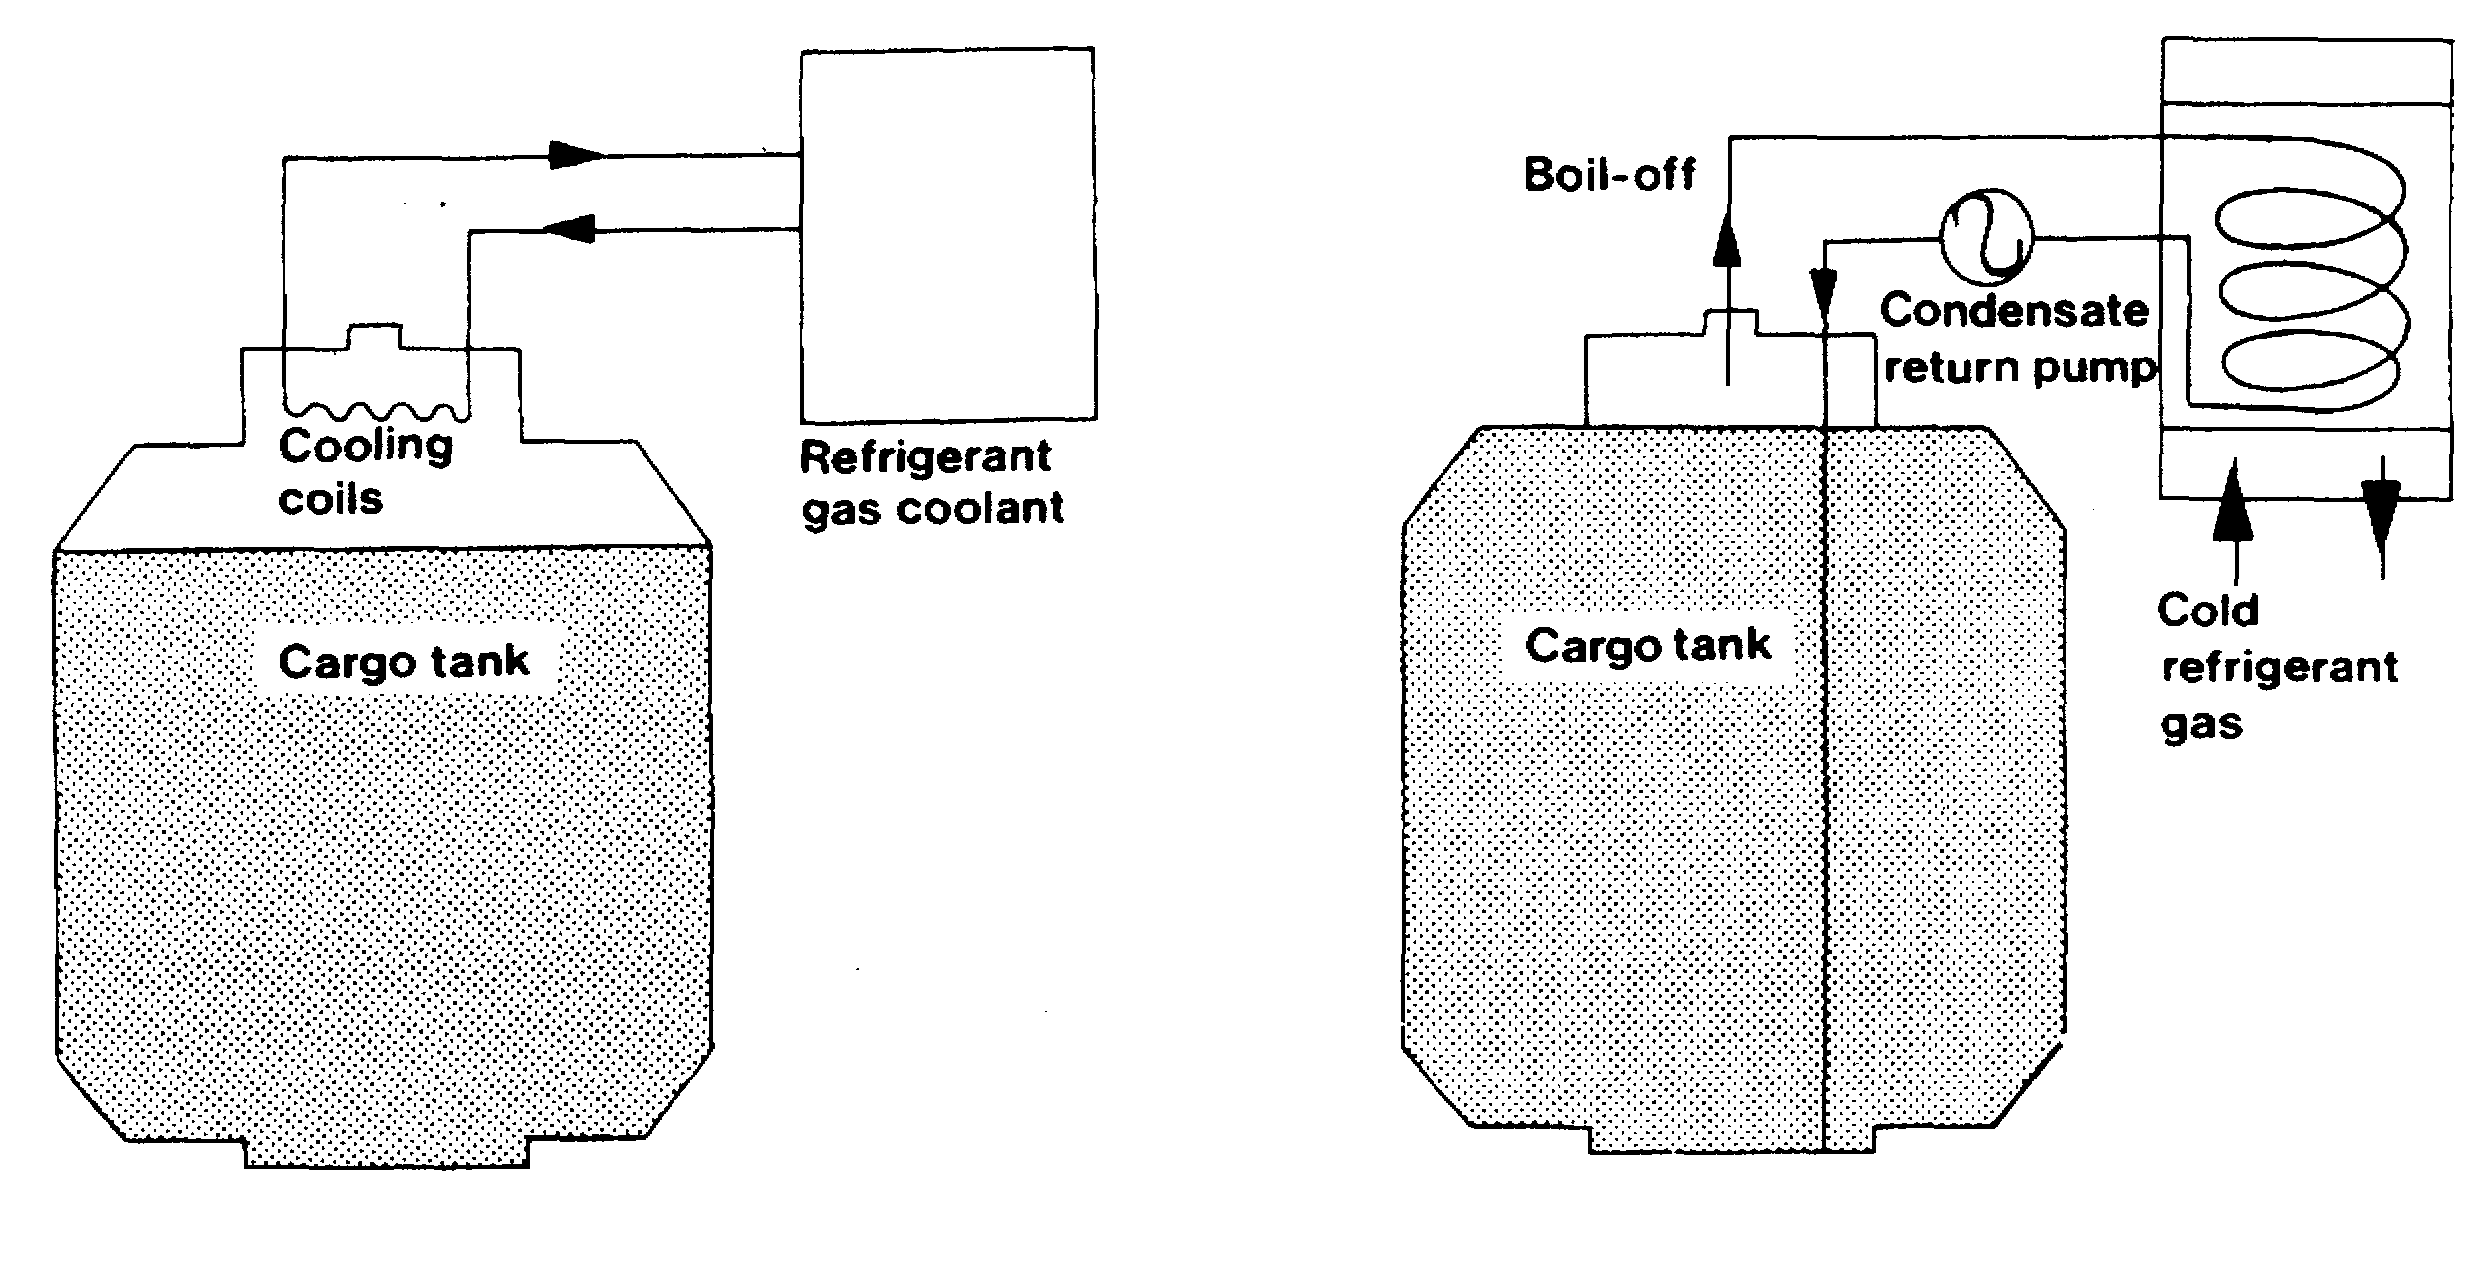 Cooling
coils
Refrigerant
gas coolant
Cargo tank
Boil-off
Condensate
return pump
Cargo tank
Cold
refrigerant
gas